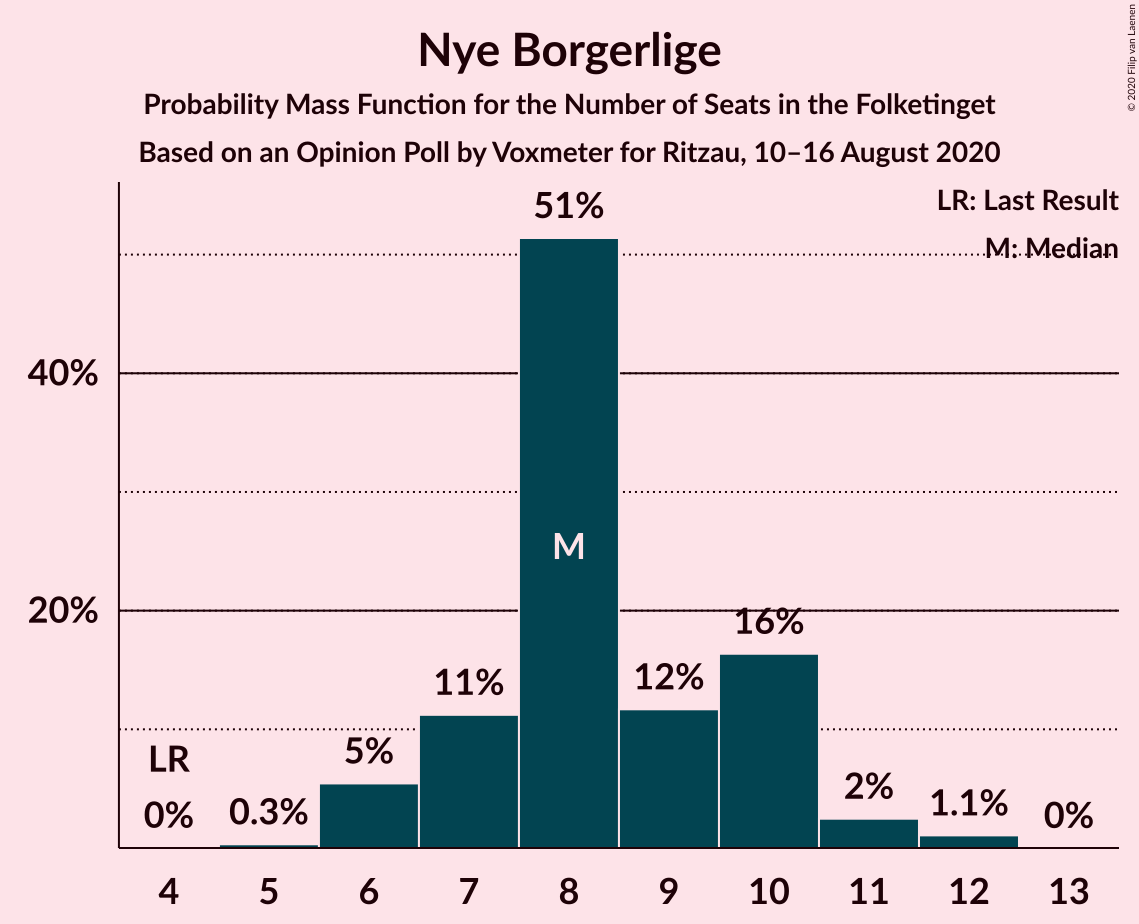 Nye Borgerlige
Probability Mass Function for the Number of Seats in the Folketinget
Based on an Opinion Poll by Voxmeter for Ritzau, 10–16 August 2020
© 2020 Filip van Laenen
LR: Last Result
M: Median
51%
40%
M
20%
16%
12%
11%
5%
LR
2%
1.1%
0.3%
0%
0%
4 5 6 7 8 9 10 11 12 13